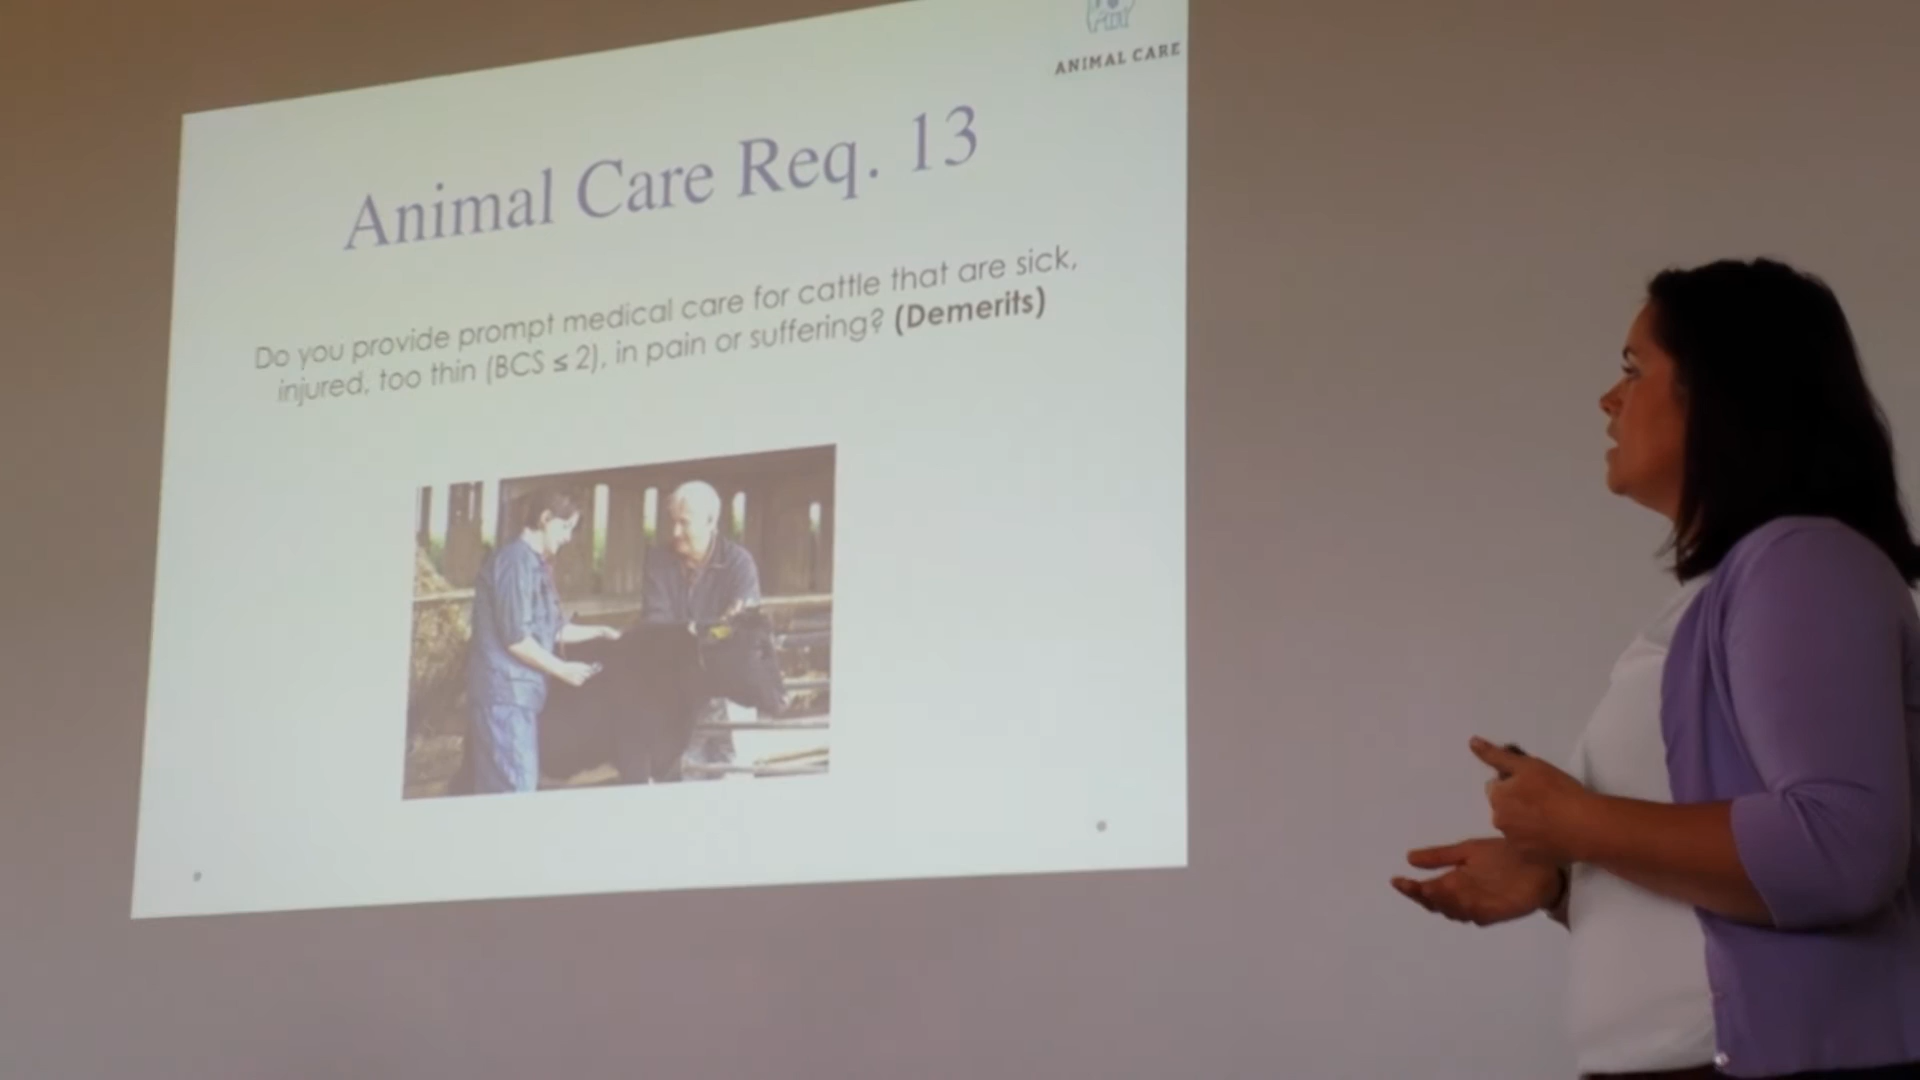 ANIMAL CARE
Animal Care Req. 13
Do you provide prompt medical care for cattle that are sick,
injured, too thin (BCS ≤ 2), in pain or suffering? (Demerits)